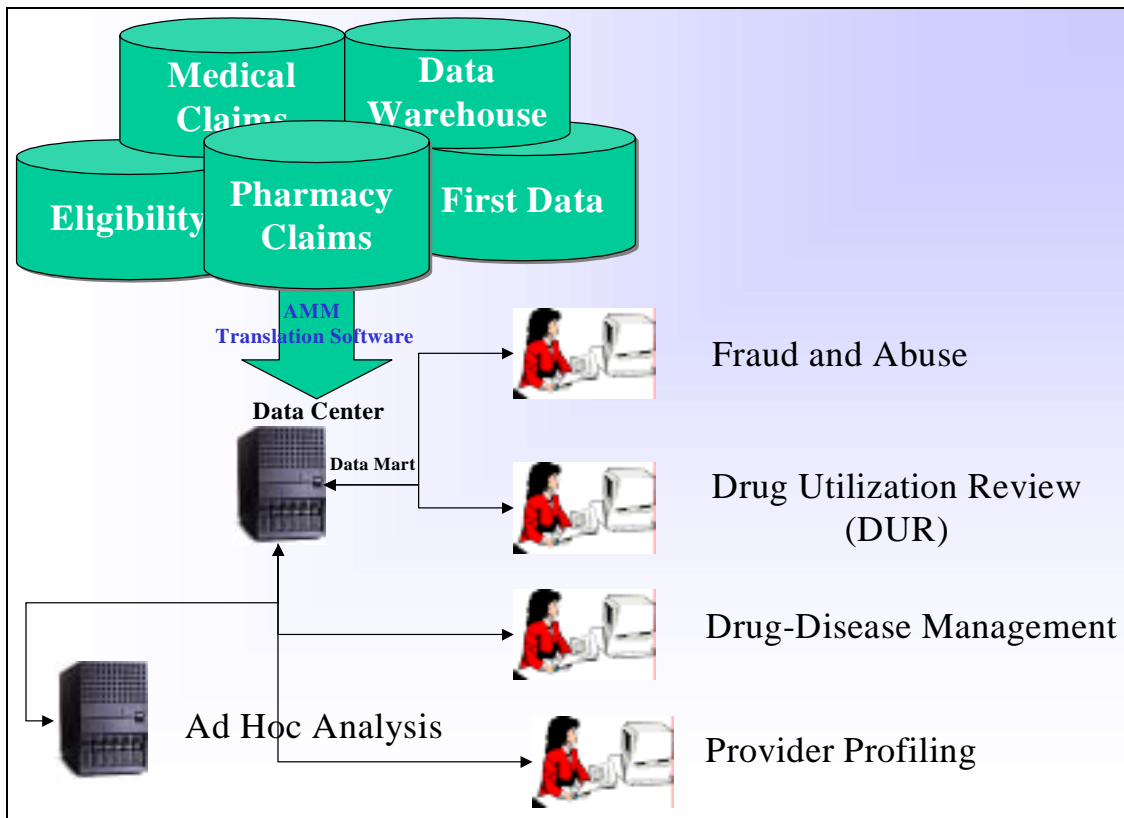 Medical
Claims
Data
Warehouse
Eligibility
Pharmacy
Claims
First Data
AMM
Translation Software
Data Center
Data Mart
Fraud and Abuse
Drug Utilization Review
(DUR)
Drug-Disease Management
Ad Hoc Analysis
Provider Profiling